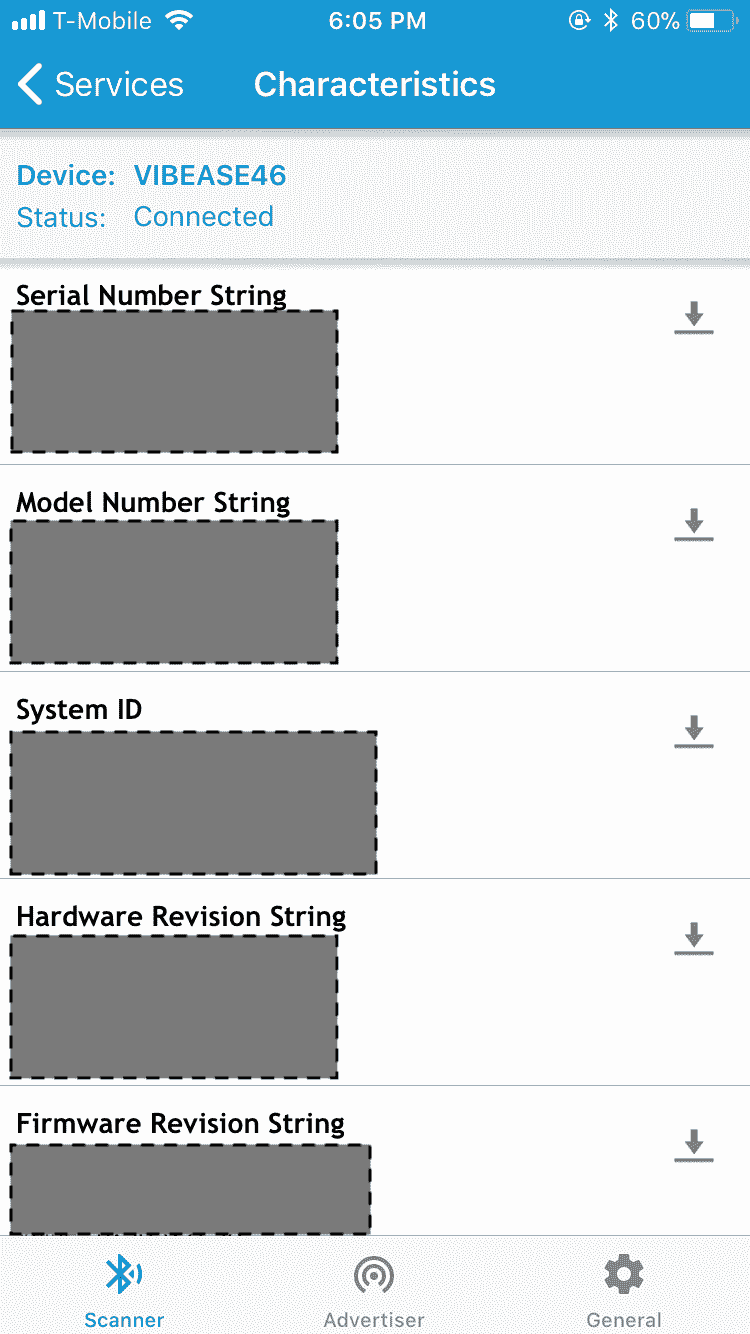 T-Mobile 6:05 PM 60%
Services Characteristics
Device: VIBEASE46
Status: Connected
Serial Number String
Model Number String
System ID
Hardware Revision String
Firmware Revision String
Scanner Advertiser General